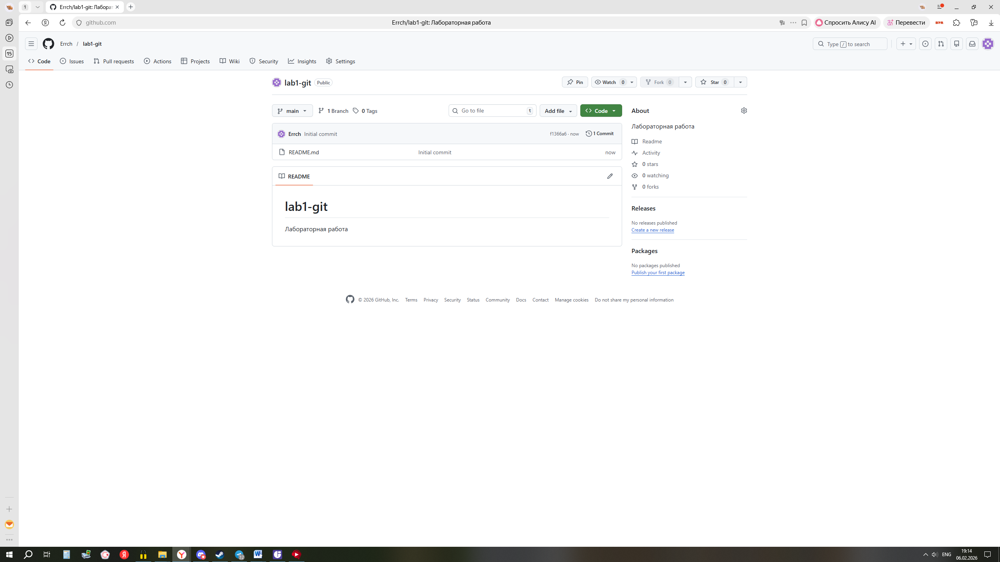 1
Errch/lab1-git: Лаборат
github.com
Errch/lab1-git: Лабораторная работа
Спросить Алису AI
Перевести
15
Errch / lab1-git
Type / to search
Code
Issues
Pull requests
Actions
Projects
Wiki
Security
Insights
Settings
lab1-git Public
Pin
Watch 0
Fork 0
Star 0
main
1 Branch
0 Tags
Go to file t
Add file
Code
Errch Initial commit
f1366a6 · now
1 Commit
README.md Initial commit now
README
lab1-git
Лабораторная работа
About
Лабораторная работа
Readme
Activity
0 stars
0 watching
0 forks
Releases
No releases published
Create a new release
Packages
No packages published
Publish your first package
© 2026 GitHub, Inc. Terms Privacy Security Status Community Docs Contact Manage cookies Do not share my personal information
32
ENG
19:14
06.02.2026